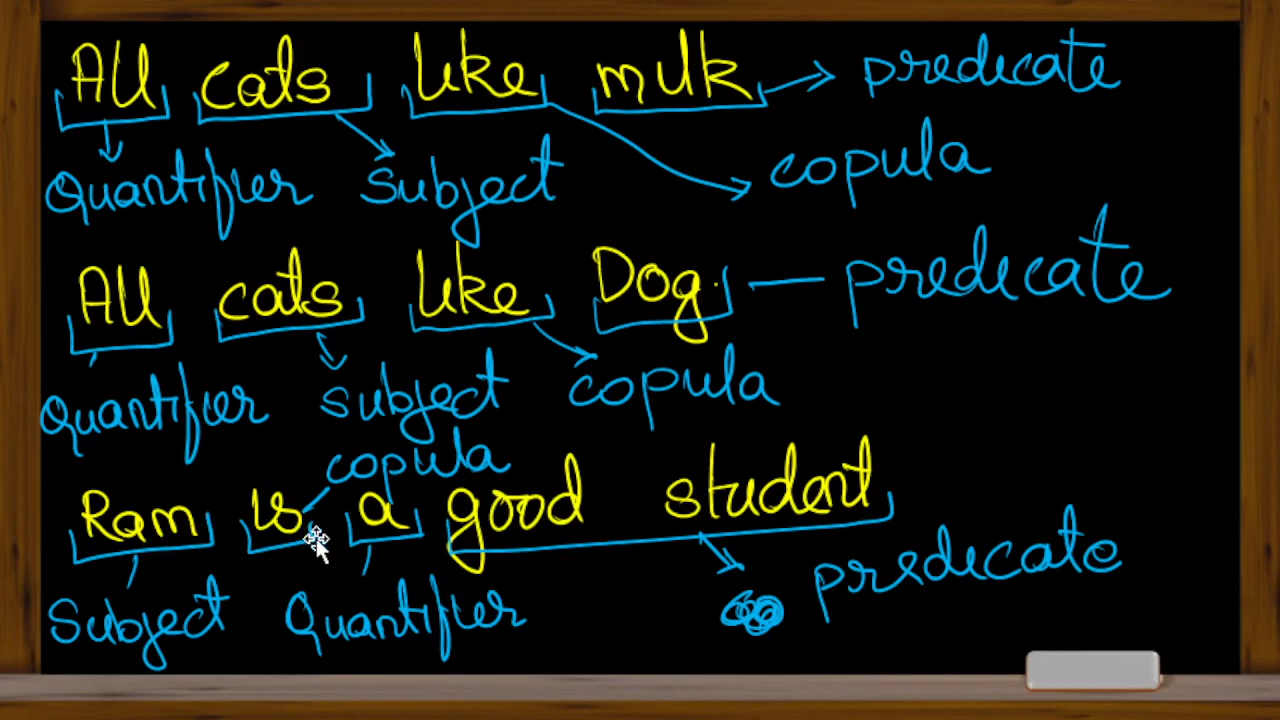 All cats like milk → predicate
Quantifier subject copula
All cats like Dog. — predicate
Quantifier subject copula
copula
Ram is a good student
Subject Quantifier predicate